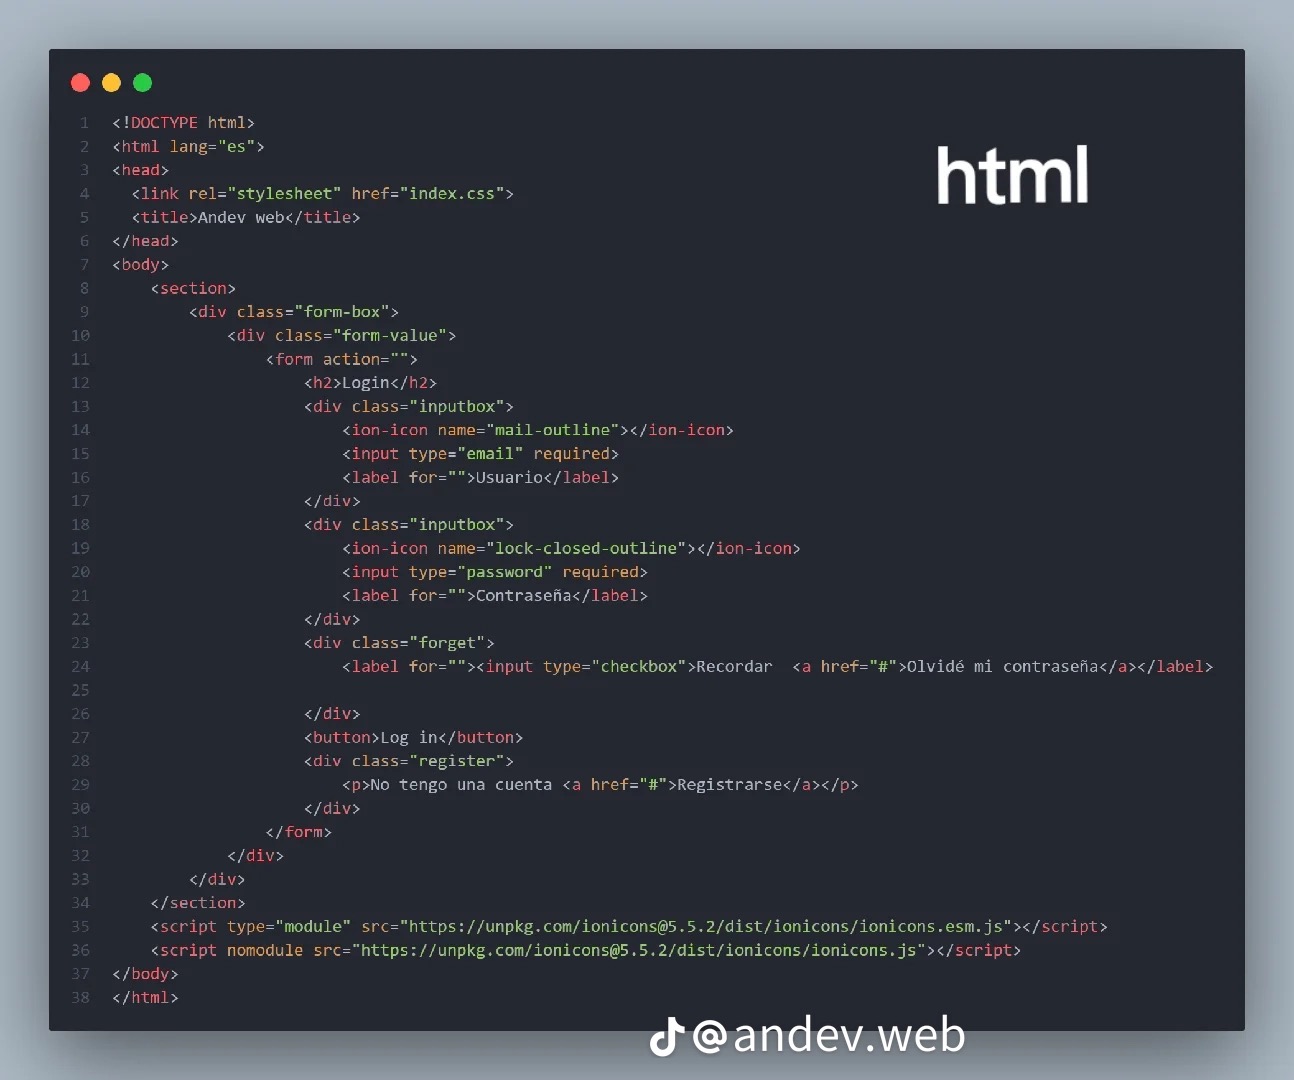 html
1 <!DOCTYPE html>
2 <html lang="es">
3 <head>
4   <link rel="stylesheet" href="index.css">
5   <title>Andev web</title>
6 </head>
7 <body>
8     <section>
9         <div class="form-box">
10             <div class="form-value">
11                 <form action="">
12                     <h2>Login</h2>
13                     <div class="inputbox">
14                         <ion-icon name="mail-outline"></ion-icon>
15                         <input type="email" required>
16                         <label for="">Usuario</label>
17                     </div>
18                     <div class="inputbox">
19                         <ion-icon name="lock-closed-outline"></ion-icon>
20                         <input type="password" required>
21                         <label for="">Contraseña</label>
22                     </div>
23                     <div class="forget">
24                         <label for=""><input type="checkbox">Recordar  <a href="#">Olvidé mi contraseña</a></label>
25
26                     </div>
27                     <button>Log in</button>
28                     <div class="register">
29                         <p>No tengo una cuenta <a href="#">Registrarse</a></p>
30                     </div>
31                 </form>
32             </div>
33         </div>
34     </section>
35     <script type="module" src="https://unpkg.com/ionicons@5.5.2/dist/ionicons/ionicons.esm.js"></script>
36     <script nomodule src="https://unpkg.com/ionicons@5.5.2/dist/ionicons/ionicons.js"></script>
37 </body>
38 </html>
@andev.web